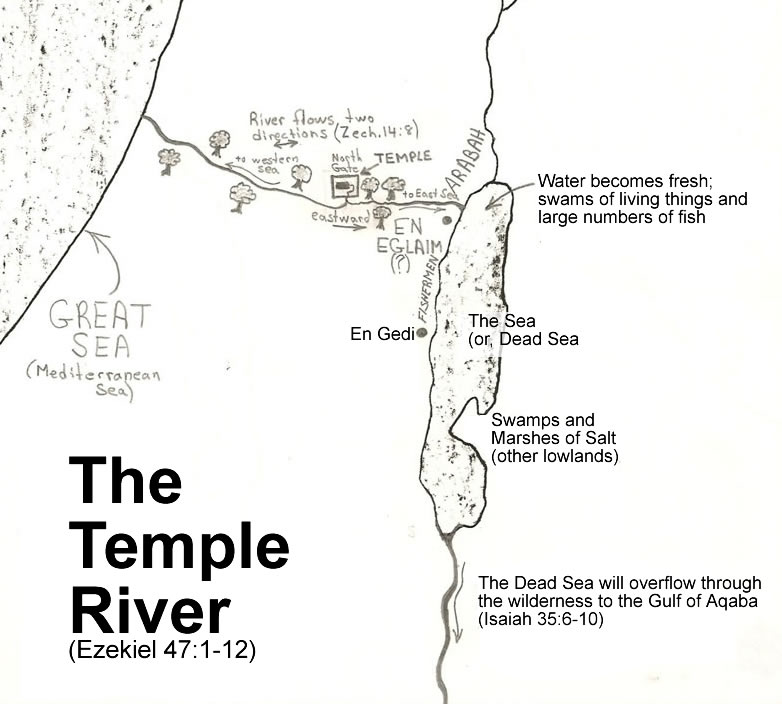 River flows, two
directions (Zech. 14:8)
to western
sea
North
Gate
TEMPLE
to East Sea
ARABAH
Water becomes fresh;
swams of living things and
large numbers of fish
eastward
EN
EGLAIM
(?)
FISHERMEN
GREAT
SEA
(Mediterranean
Sea)
En Gedi
The Sea
(or, Dead Sea
Swamps and
Marshes of Salt
(other lowlands)
The
Temple
River
(Ezekiel 47:1-12)
The Dead Sea will overflow through
the wilderness to the Gulf of Aqaba
(Isaiah 35:6-10)